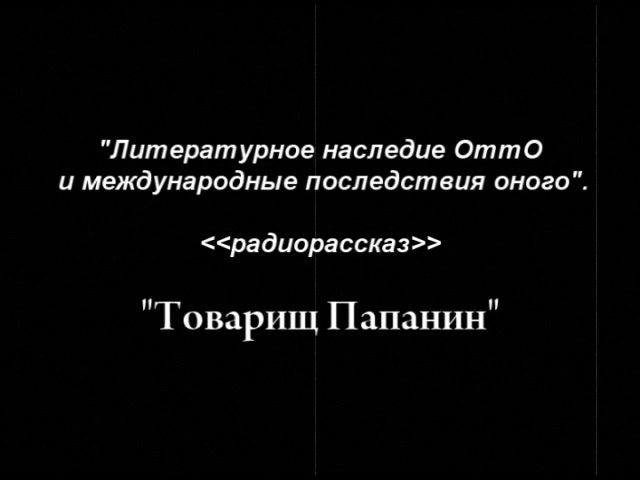 "Литературное наследие ОттО
и международные последствия оного".
<<радиорассказ>>
"Товарищ Папанин"